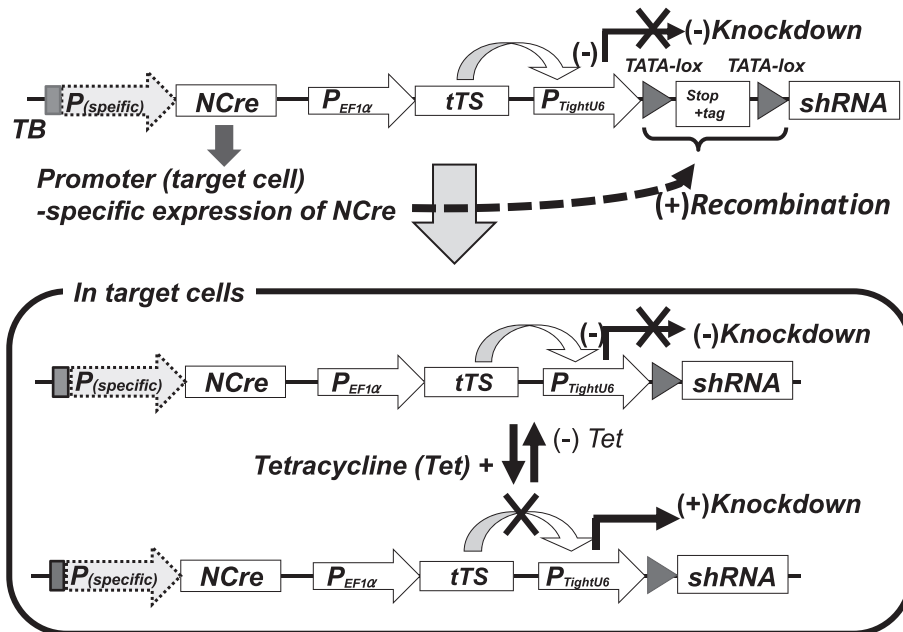 (-) (-)Knockdown
TATA-lox TATA-lox
P(speific) NCre PEF1α tTS PTightU6 Stop +tag shRNA
TB
Promoter (target cell)
-specific expression of NCre
(+)Recombination
In target cells
(-) (-)Knockdown
P(specific) NCre PEF1α tTS PTightU6 shRNA
(-) Tet
Tetracycline (Tet) +
(+)Knockdown
P(specific) NCre PEF1α tTS PTightU6 shRNA